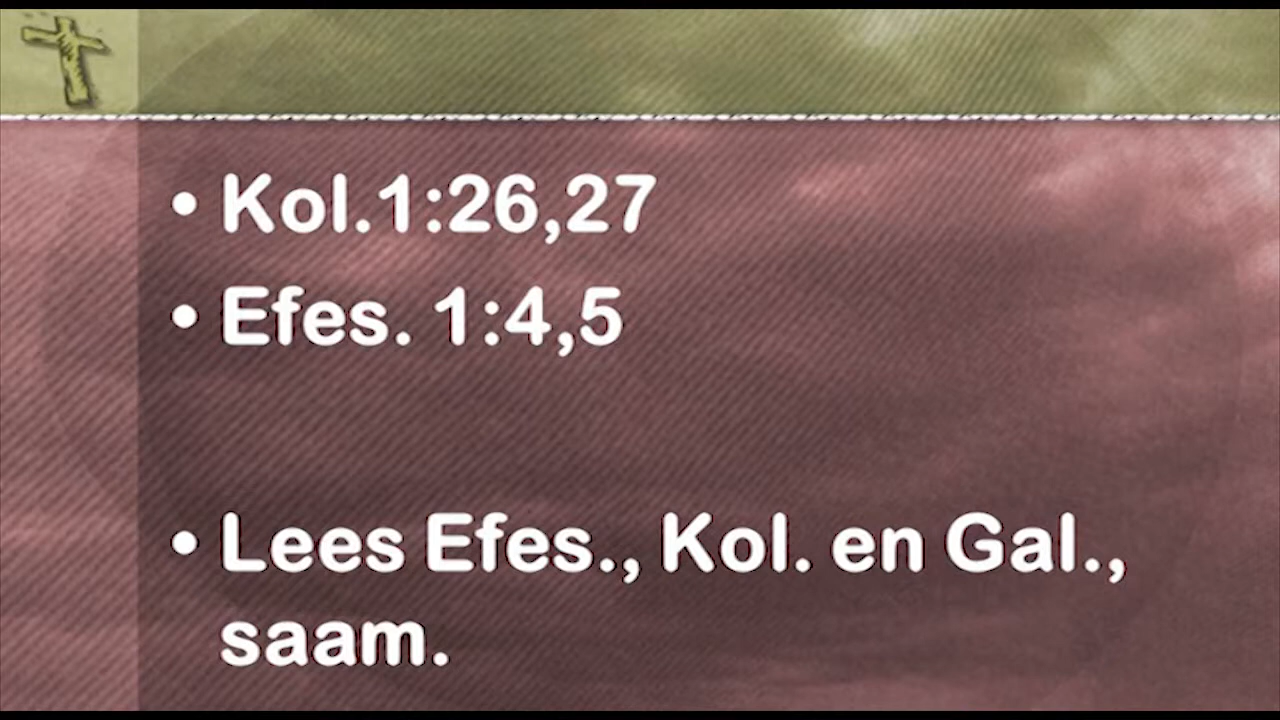 • Kol.1:26,27
• Efes. 1:4,5
• Lees Efes., Kol. en Gal.,
saam.